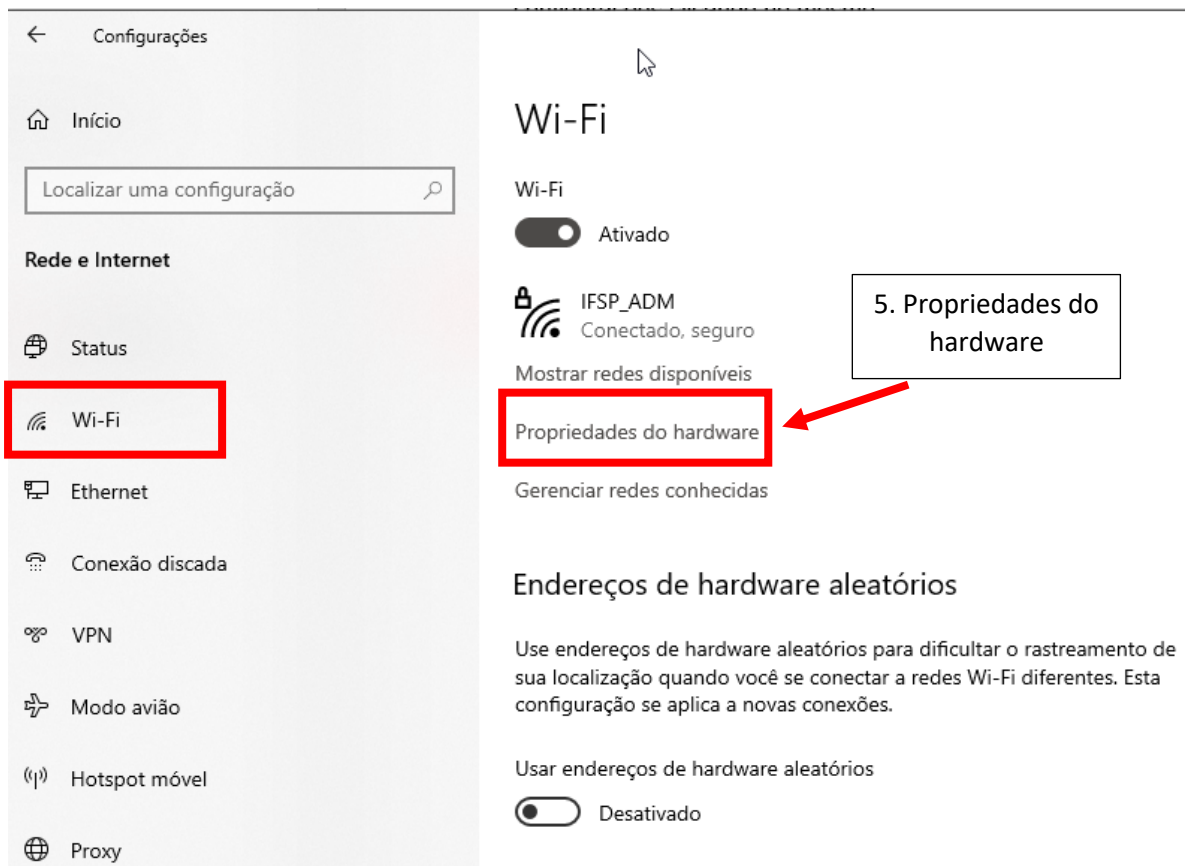 Configurações
Início
Localizar uma configuração
Rede e Internet
Status
Wi-Fi
Ethernet
Conexão discada
VPN
Modo avião
Hotspot móvel
Proxy
Wi-Fi
Wi-Fi
Ativado
IFSP_ADM
Conectado, seguro
Mostrar redes disponíveis
Propriedades do hardware
Gerenciar redes conhecidas
5. Propriedades do
hardware
Endereços de hardware aleatórios
Use endereços de hardware aleatórios para dificultar o rastreamento de
sua localização quando você se conectar a redes Wi-Fi diferentes. Esta
configuração se aplica a novas conexões.
Usar endereços de hardware aleatórios
Desativado